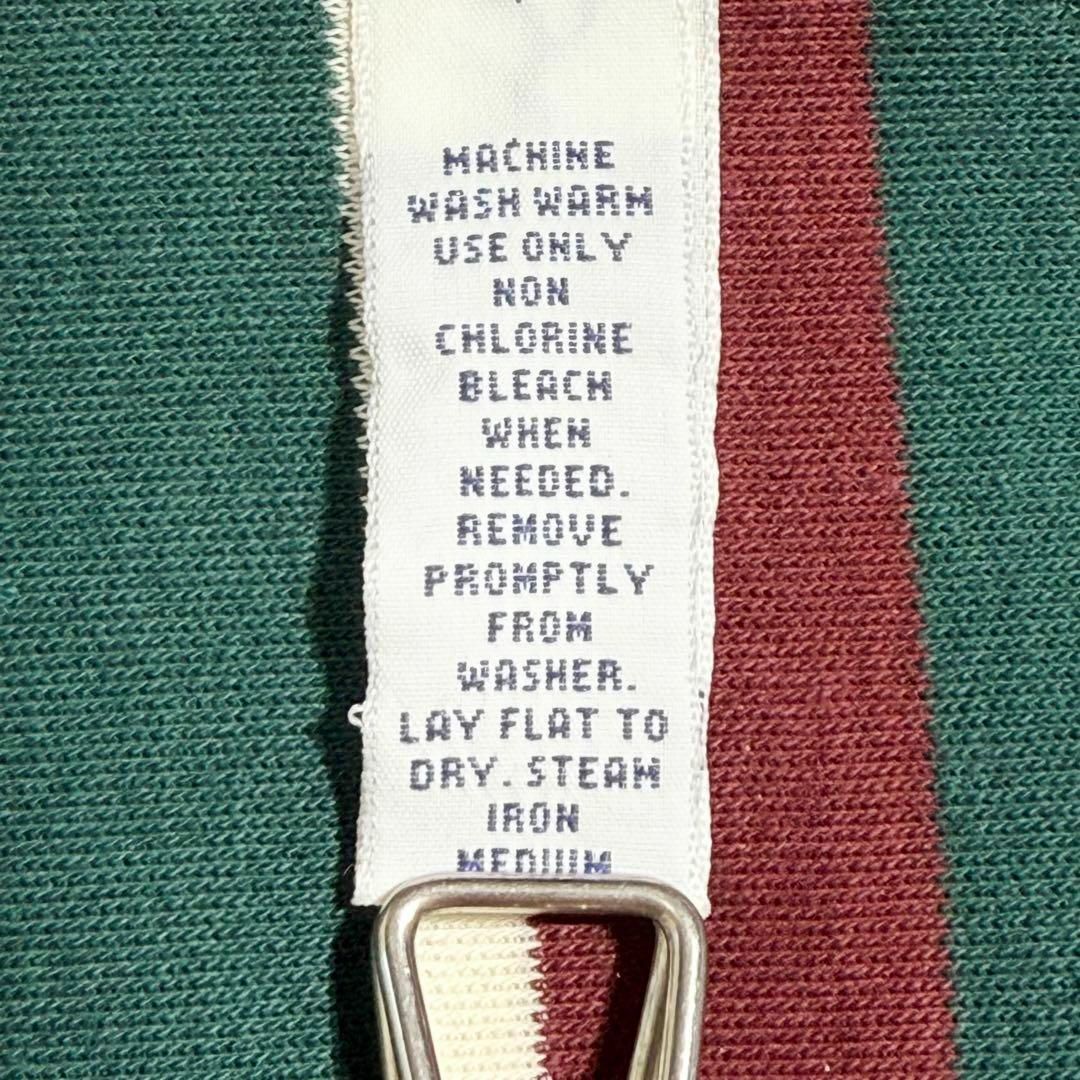 MACHINE
WASH WARM
USE ONLY
NON
CHLORINE
BLEACH
WHEN
NEEDED.
REMOVE
PROMPTLY
FROM
WASHER.
LAY FLAT TO
DRY. STEAM
IRON
MEDIUM